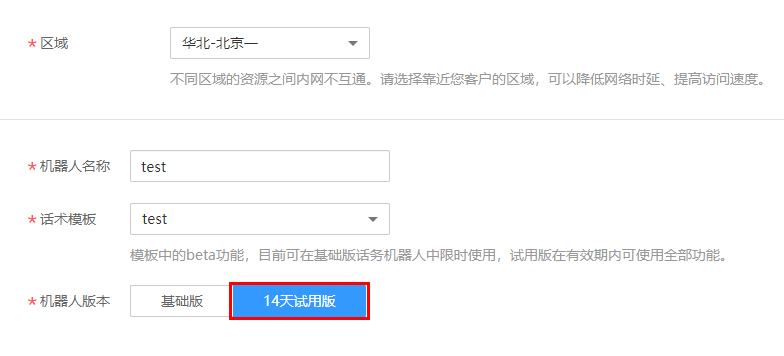 * 区域 华北-北京一
不同区域的资源之间内网不互通。请选择靠近您客户的区域，可以降低网络时延、提高访问速度。
* 机器人名称 test
* 话术模板 test
模板中的beta功能，目前可在基础版话务机器人中限时使用，试用版在有效期内可使用全部功能。
* 机器人版本 基础版 14天试用版